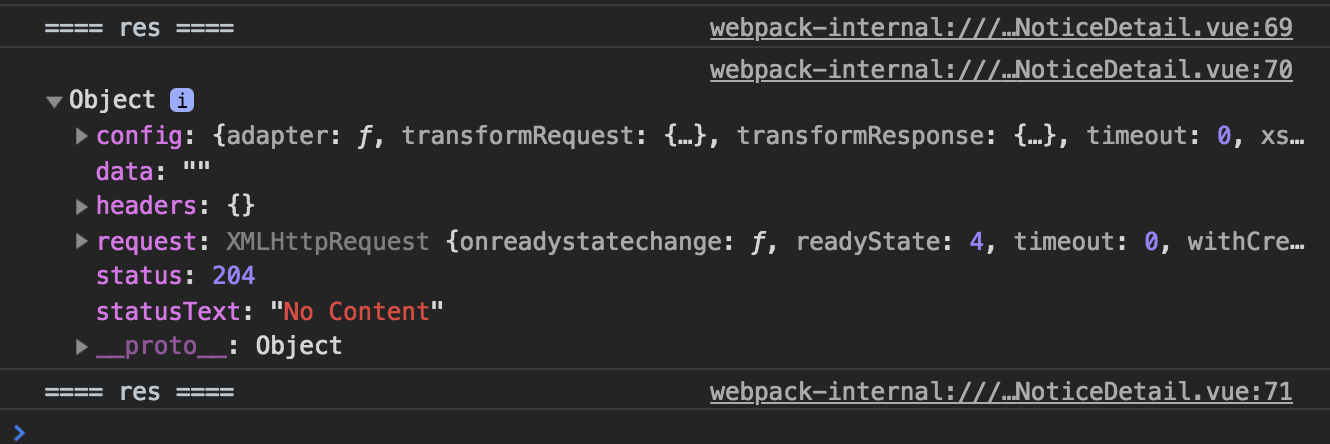 ==== res ==== webpack-internal:///…NoticeDetail.vue:69
webpack-internal:///…NoticeDetail.vue:70
▼Object i
▶config: {adapter: ƒ, transformRequest: {…}, transformResponse: {…}, timeout: 0, xs…
data: ""
▶headers: {}
▶request: XMLHttpRequest {onreadystatechange: ƒ, readyState: 4, timeout: 0, withCre…
status: 204
statusText: "No Content"
▶__proto__: Object
==== res ==== webpack-internal:///…NoticeDetail.vue:71